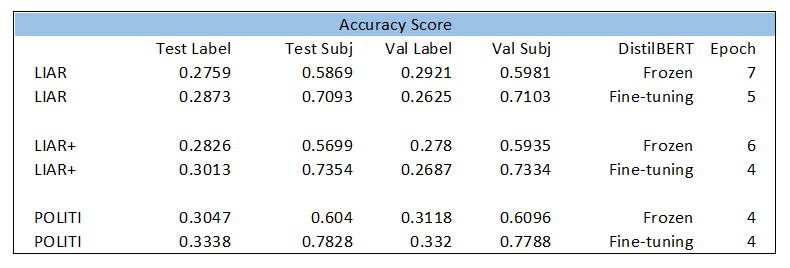 Accuracy Score
Test Label Test Subj Val Label Val Subj DistilBERT Epoch
LIAR 0.2759 0.5869 0.2921 0.5981 Frozen 7
LIAR 0.2873 0.7093 0.2625 0.7103 Fine-tuning 5
LIAR+ 0.2826 0.5699 0.278 0.5935 Frozen 6
LIAR+ 0.3013 0.7354 0.2687 0.7334 Fine-tuning 4
POLITI 0.3047 0.604 0.3118 0.6096 Frozen 4
POLITI 0.3338 0.7828 0.332 0.7788 Fine-tuning 4